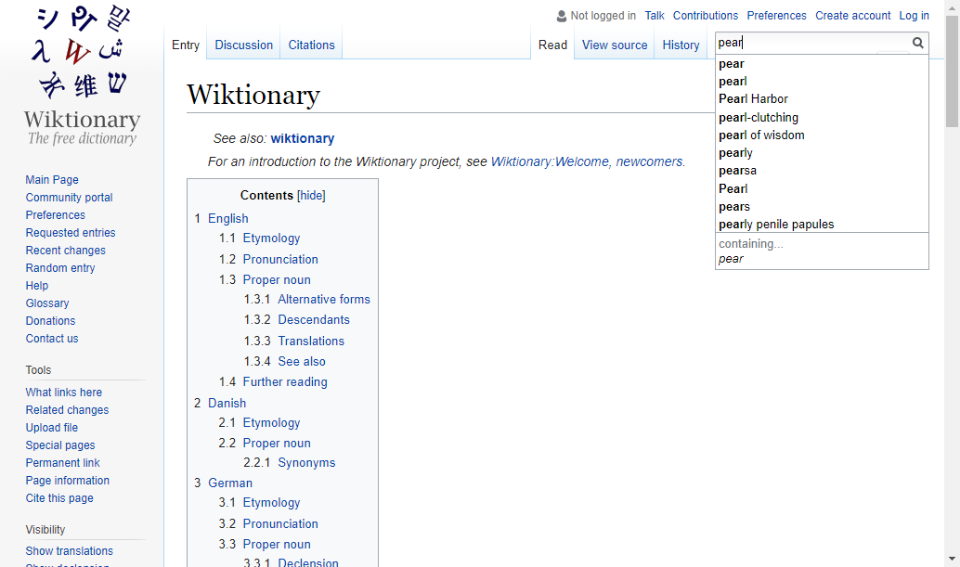 シ Р 말
λ W ش
ל 维 ש
Wiktionary
The free dictionary
Main Page
Community portal
Preferences
Requested entries
Recent changes
Random entry
Help
Glossary
Donations
Contact us
Tools
What links here
Related changes
Upload file
Special pages
Permanent link
Page information
Cite this page
Visibility
Show translations
Show declension
Not logged in Talk Contributions Preferences Create account Log in
Entry Discussion Citations Read View source History
pear
pear
pearl
Pearl Harbor
pearl-clutching
pearl of wisdom
pearly
pearsa
Pearl
pears
pearly penile papules
containing...
pear
Wiktionary
See also: wiktionary
For an introduction to the Wiktionary project, see Wiktionary:Welcome, newcomers.
Contents [hide]
1 English
1.1 Etymology
1.2 Pronunciation
1.3 Proper noun
1.3.1 Alternative forms
1.3.2 Descendants
1.3.3 Translations
1.3.4 See also
1.4 Further reading
2 Danish
2.1 Etymology
2.2 Proper noun
2.2.1 Synonyms
3 German
3.1 Etymology
3.2 Pronunciation
3.3 Proper noun
3.3.1 Declension